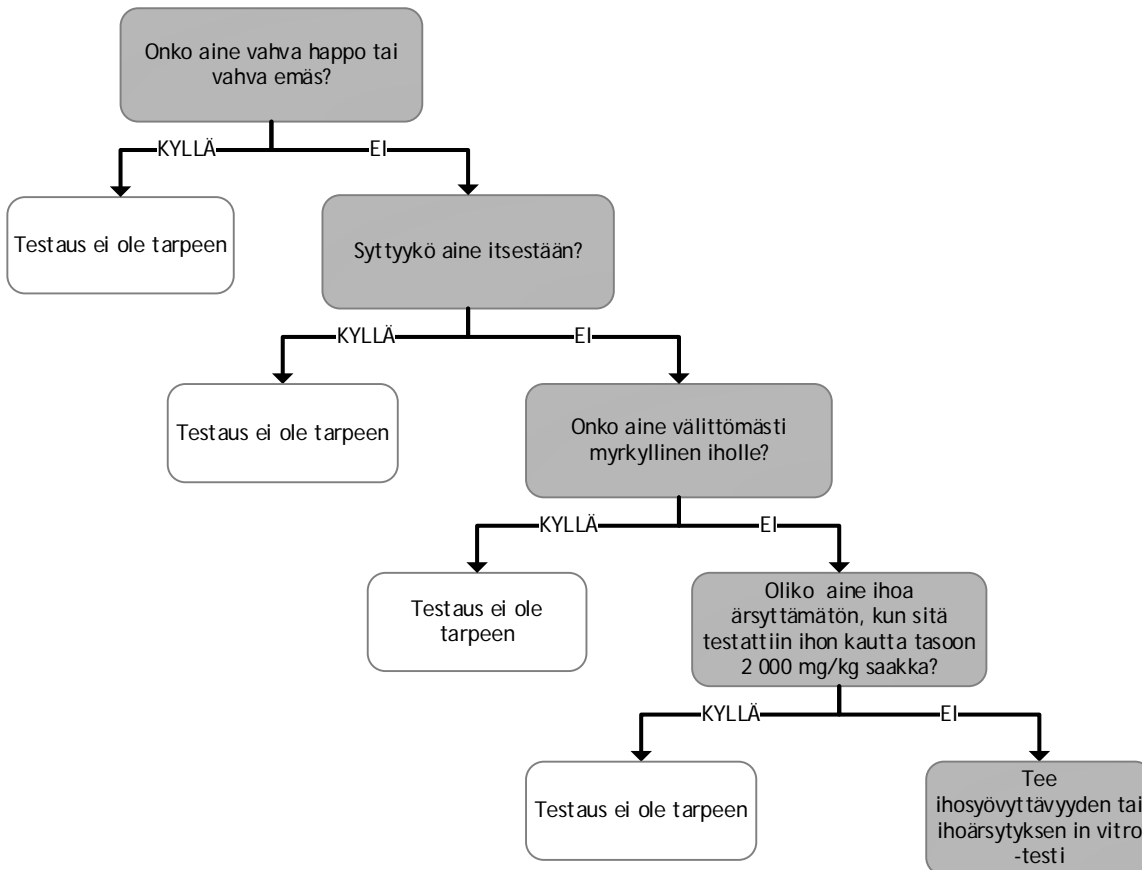 Onko aine vahva happo tai
vahva emäs?
KYLLÄ
EI
Testaus ei ole tarpeen
Syttyykö aine itsestään?
KYLLÄ
EI
Testaus ei ole tarpeen
Onko aine välittömästi
myrkyllinen iholle?
KYLLÄ
EI
Testaus ei ole
tarpeen
Oliko aine ihoa
ärsyttämätön, kun sitä
testattiin ihon kautta tasoon
2 000 mg/kg saakka?
KYLLÄ
EI
Testaus ei ole tarpeen
Tee
ihosyövyttävyyden tai
ihoärsytyksen in vitro
-testi